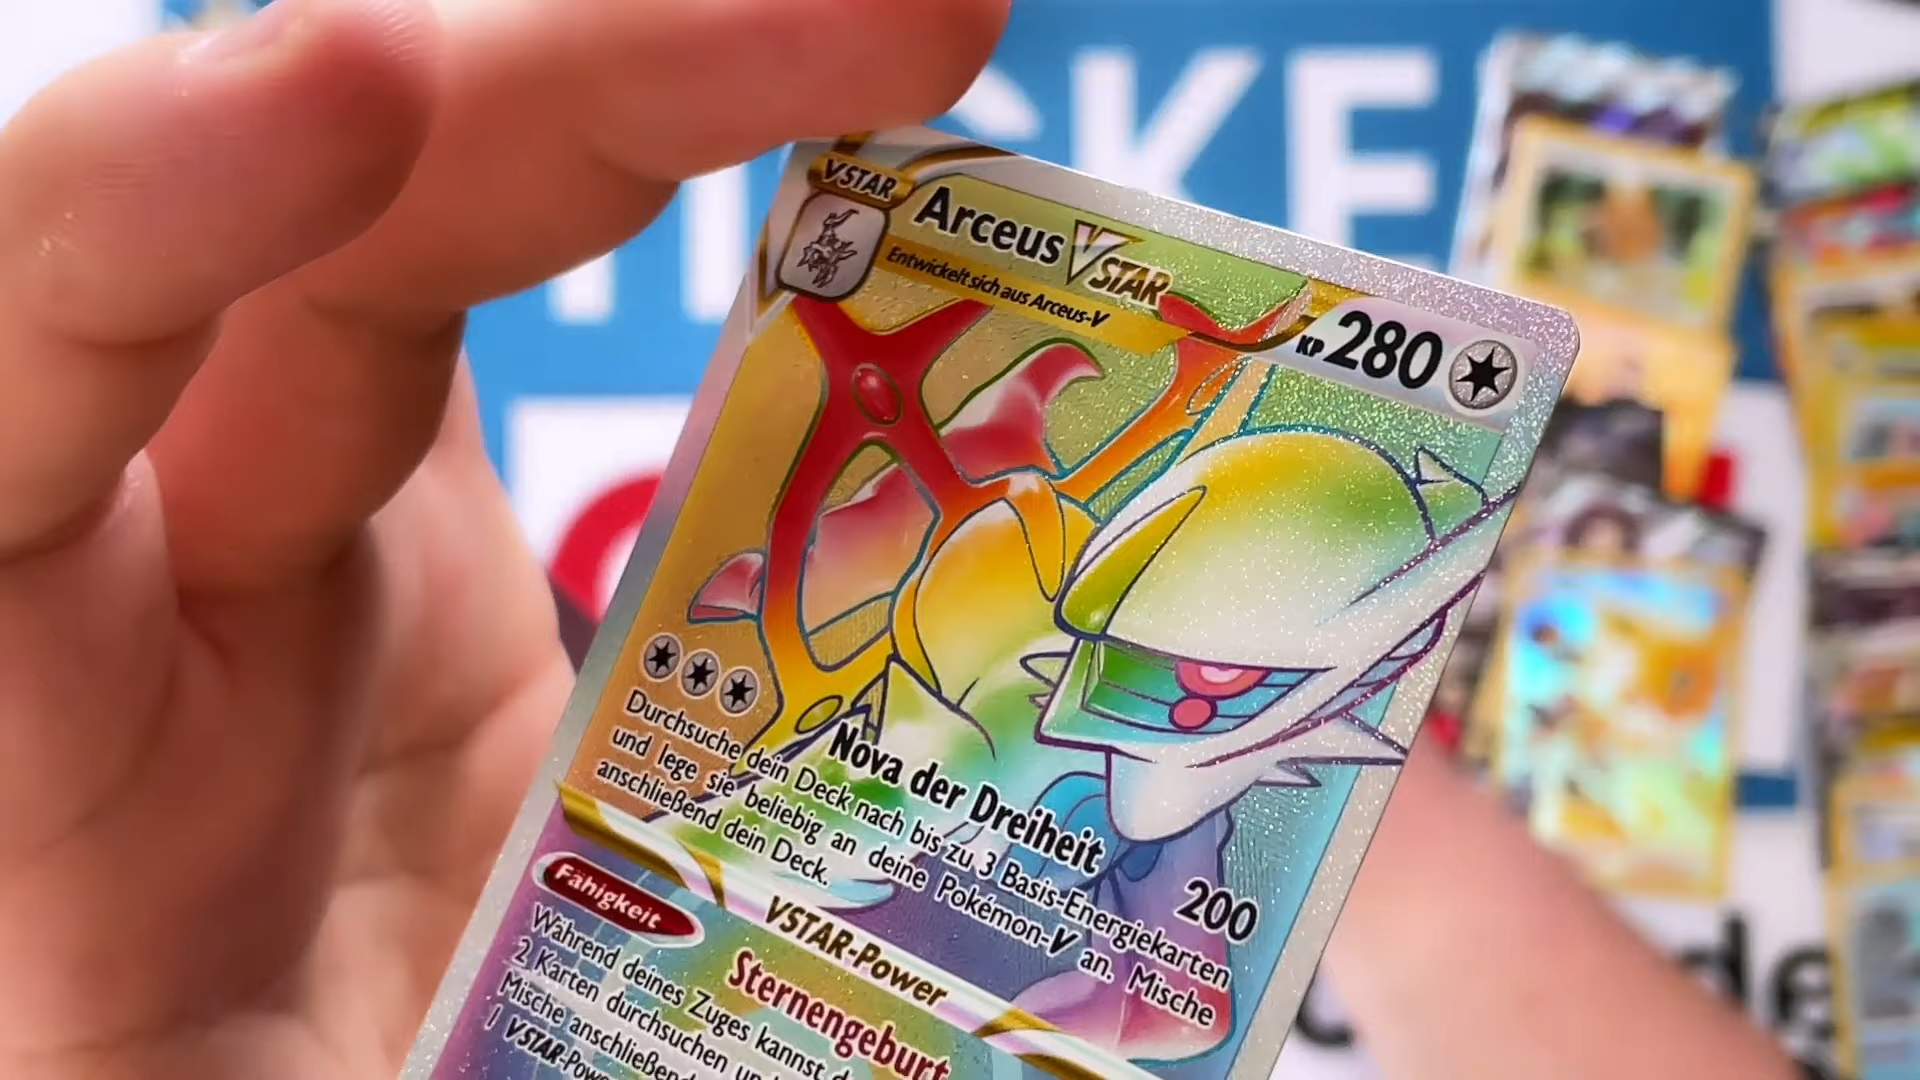 VSTAR
Arceus VSTAR
Entwickelt sich aus Arceus-V
KP 280
Nova der Dreiheit 200
Durchsuche dein Deck nach bis zu 3 Basis-Energiekarten
und lege sie beliebig an deine Pokémon-V an. Mische
anschließend dein Deck.
VSTAR-Power
Fähigkeit
Sternengeburt
Während deines Zuges kannst
2 Karten durchsuchen
Mische
1 VSTAR